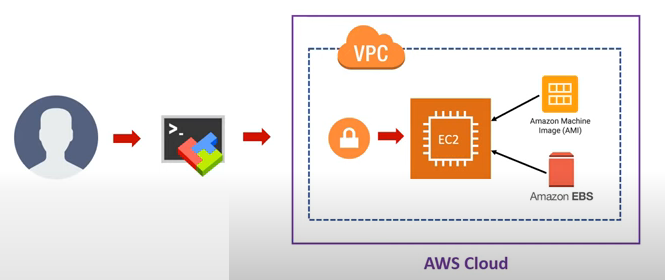 VPC
>_
EC2
Amazon Machine
Image (AMI)
Amazon EBS
AWS Cloud